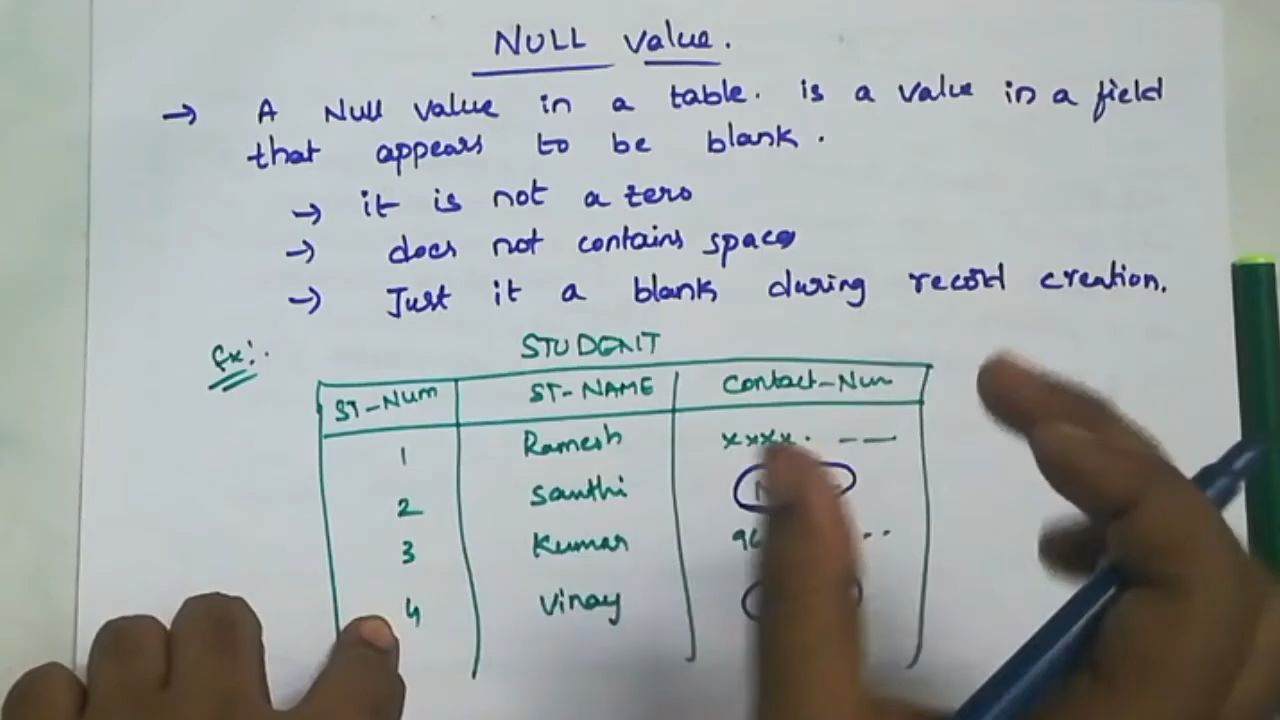 NULL value.
→ A Null value in a table. is a value in a field
that appears to be blank.
→ it is not a zero
→ does not contains space
→ Just it a blank during record creation.
Ex:.
STUDENT
ST-Num ST-NAME Contact-Num
1 Ramesh xxxx. - -
2 Santhi
3 Kumar
4 Vinay